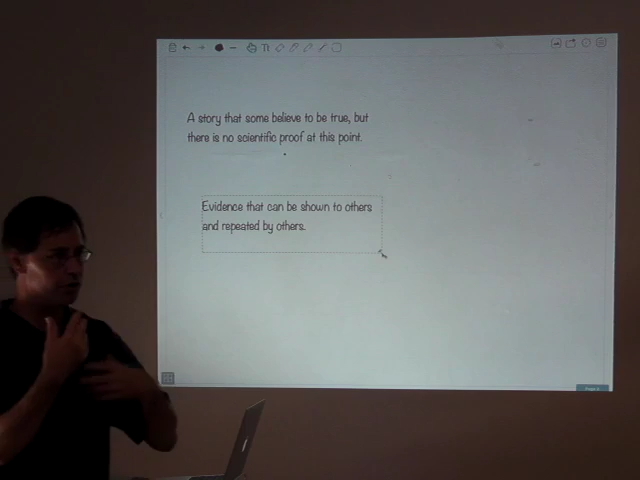 A story that some believe to be true, but
there is no scientific proof at this point.
Evidence that can be shown to others
and repeated by others.